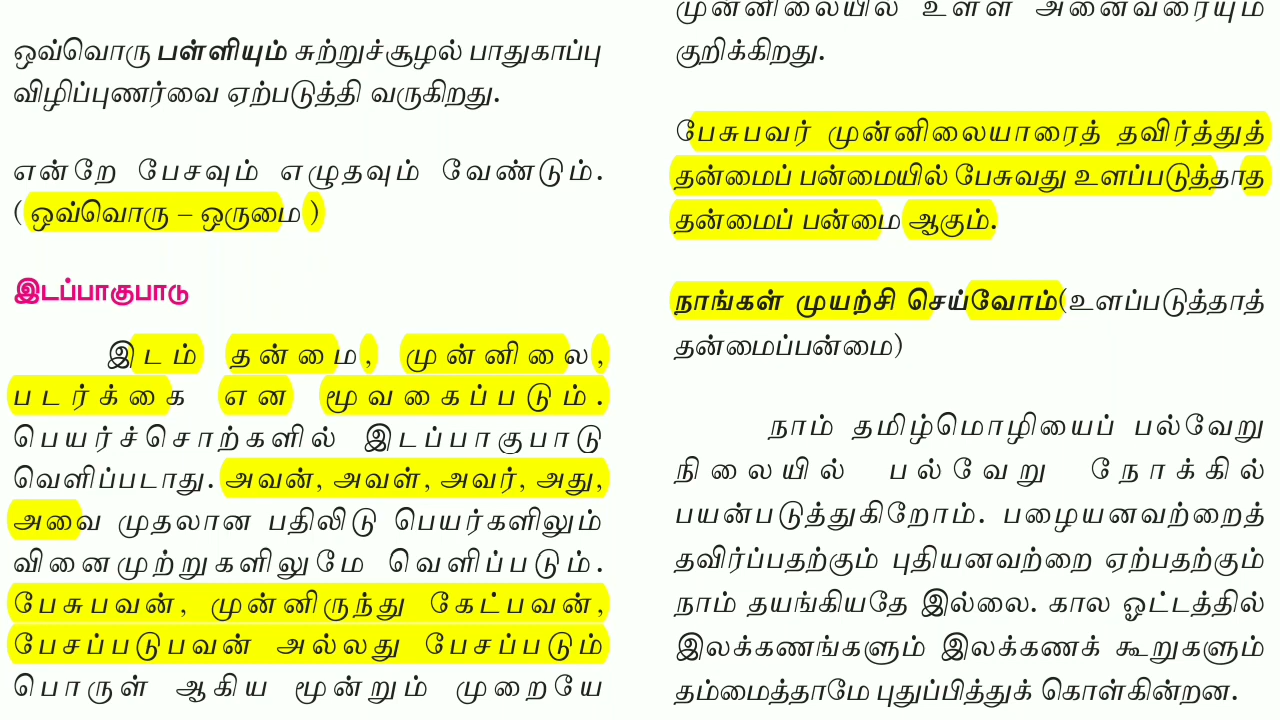 ஒவ்வொரு பள்ளியும் சுற்றுச்சூழல் பாதுகாப்பு
விழிப்புணர்வை ஏற்படுத்தி வருகிறது.
என்றே பேசவும் எழுதவும் வேண்டும்.
( ஒவ்வொரு – ஒருமை )
இடப்பாகுபாடு
இடம் தன்மை, முன்னிலை,
படர்க்கை என மூவகைப்படும்.
பெயர்ச்சொற்களில் இடப்பாகுபாடு
வெளிப்படாது. அவன், அவள், அவர், அது,
அவை முதலான பதிலிடு பெயர்களிலும்
வினைமுற்றுகளிலுமே வெளிப்படும்.
பேசுபவன், முன்னிருந்து கேட்பவன்,
பேசப்படுபவன் அல்லது பேசப்படும்
பொருள் ஆகிய மூன்றும் முறையே
முன்னிலையில் உள்ள அனைவரையும்
குறிக்கிறது.
பேசுபவர் முன்னிலையாரைத் தவிர்த்துத்
தன்மைப் பன்மையில் பேசுவது உளப்படுத்தாத
தன்மைப் பன்மை ஆகும்.
நாங்கள் முயற்சி செய்வோம்(உளப்படுத்தாத்
தன்மைப்பன்மை)
நாம் தமிழ்மொழியைப் பல்வேறு
நிலையில் பல்வேறு நோக்கில்
பயன்படுத்துகிறோம். பழையனவற்றைத்
தவிர்ப்பதற்கும் புதியனவற்றை ஏற்பதற்கும்
நாம் தயங்கியதே இல்லை. கால ஓட்டத்தில்
இலக்கணங்களும் இலக்கணக் கூறுகளும்
தம்மைத்தாமே புதுப்பித்துக் கொள்கின்றன.